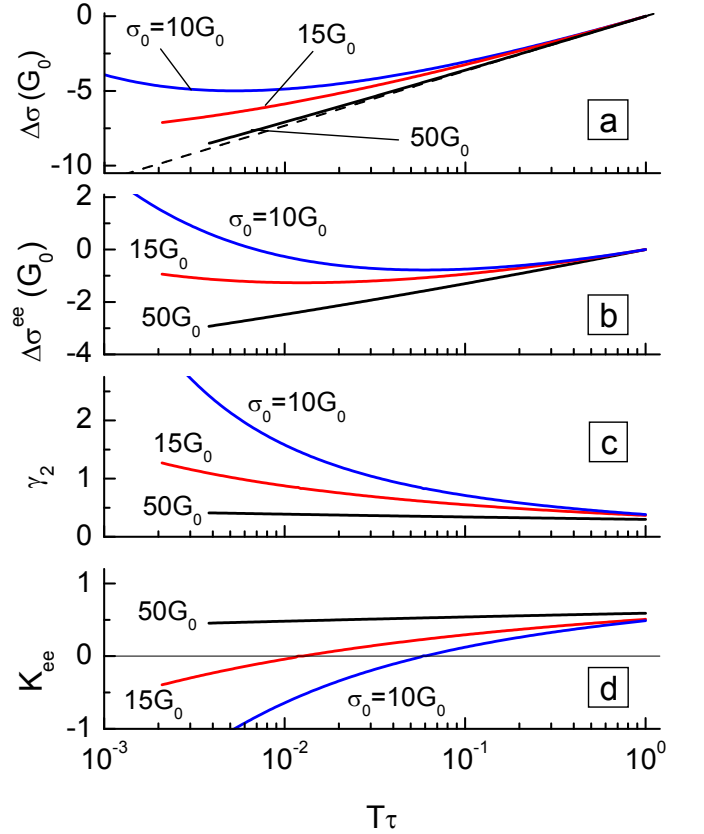 0
-5
-10
Δσ (G₀)
σ₀=10G₀
15G₀
50G₀
a
2
0
-2
-4
Δσᵉᵉ (G₀)
σ₀=10G₀
15G₀
50G₀
b
2
1
0
γ₂
σ₀=10G₀
15G₀
50G₀
c
1
0
-1
Kₑₑ
50G₀
15G₀
σ₀=10G₀
d
10⁻³
10⁻²
10⁻¹
10⁰
Tτ